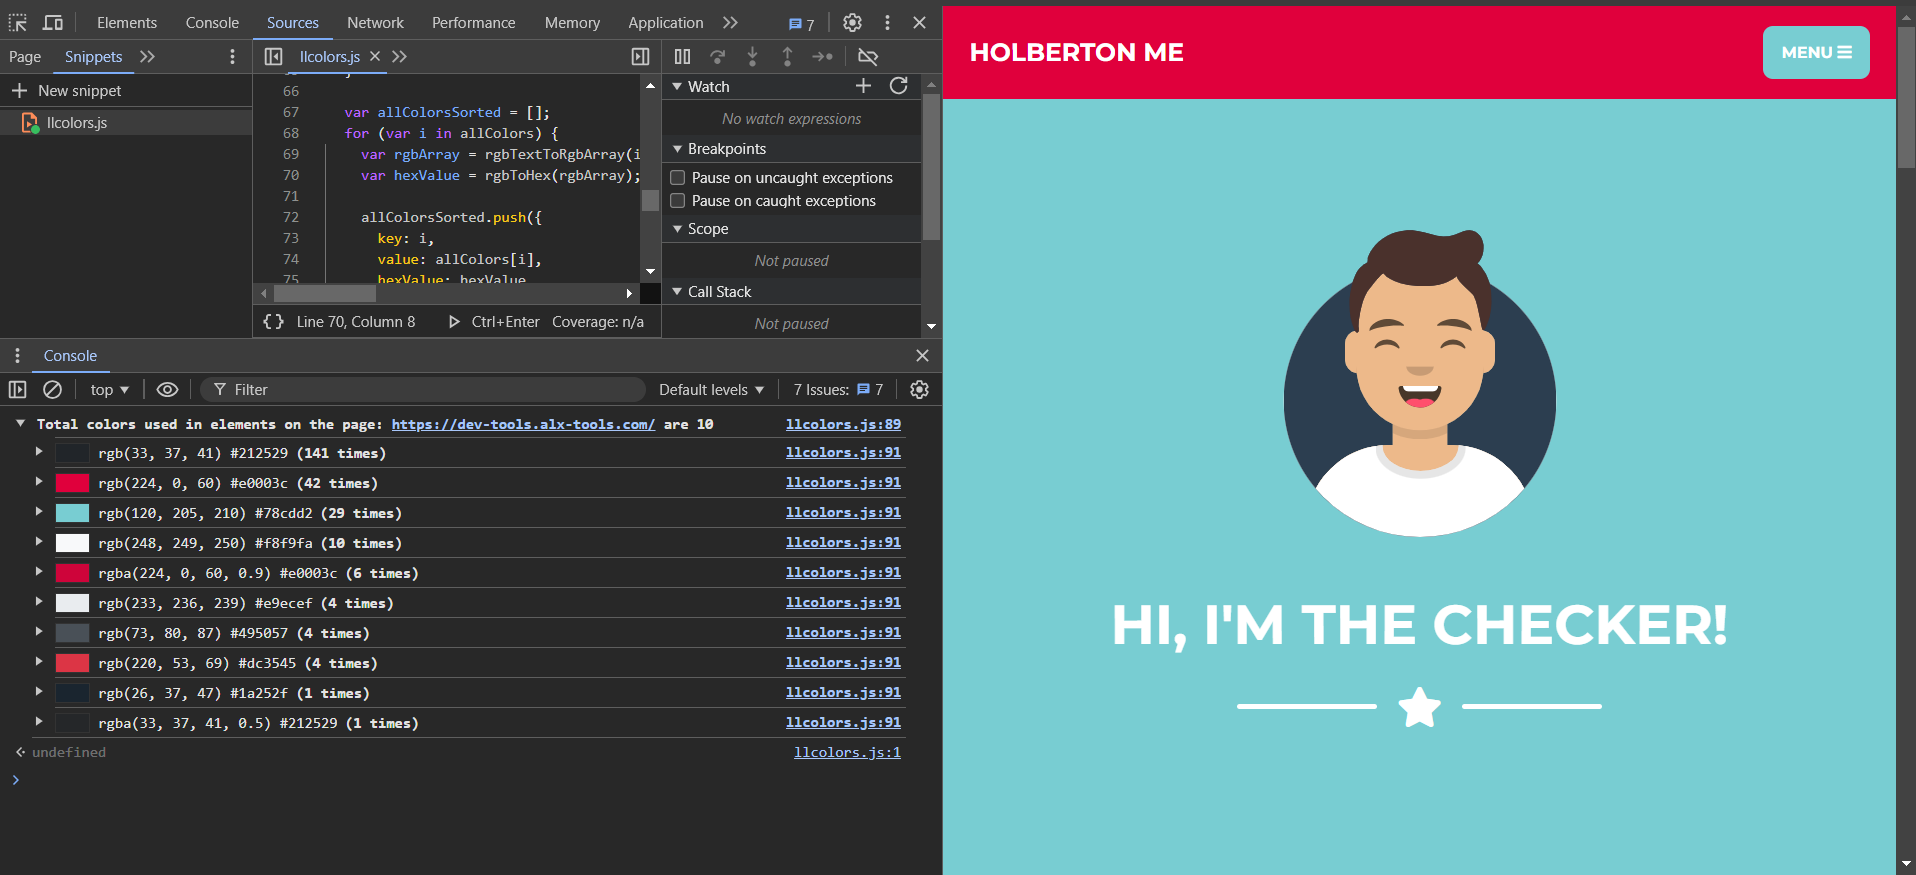 Elements Console Sources Network Performance Memory Application 7
Page Snippets
New snippet
llcolors.js
llcolors.js
66
67 var allColorsSorted = [];
68 for (var i in allColors) {
69 var rgbArray = rgbTextToRgbArray(i
70 var hexValue = rgbToHex(rgbArray);
71
72 allColorsSorted.push({
73 key: i,
74 value: allColors[i],
75 hexValue: hexValue
{} Line 70, Column 8 Ctrl+Enter Coverage: n/a
Watch
No watch expressions
Breakpoints
Pause on uncaught exceptions
Pause on caught exceptions
Scope
Not paused
Call Stack
Not paused
Console
top Filter Default levels 7 Issues: 7
Total colors used in elements on the page: https://dev-tools.alx-tools.com/ are 10 llcolors.js:89
rgb(33, 37, 41) #212529 (141 times) llcolors.js:91
rgb(224, 0, 60) #e0003c (42 times) llcolors.js:91
rgb(120, 205, 210) #78cdd2 (29 times) llcolors.js:91
rgb(248, 249, 250) #f8f9fa (10 times) llcolors.js:91
rgba(224, 0, 60, 0.9) #e0003c (6 times) llcolors.js:91
rgb(233, 236, 239) #e9ecef (4 times) llcolors.js:91
rgb(73, 80, 87) #495057 (4 times) llcolors.js:91
rgb(220, 53, 69) #dc3545 (4 times) llcolors.js:91
rgb(26, 37, 47) #1a252f (1 times) llcolors.js:91
rgba(33, 37, 41, 0.5) #212529 (1 times) llcolors.js:91
undefined llcolors.js:1
HOLBERTON ME
MENU
HI, I'M THE CHECKER!